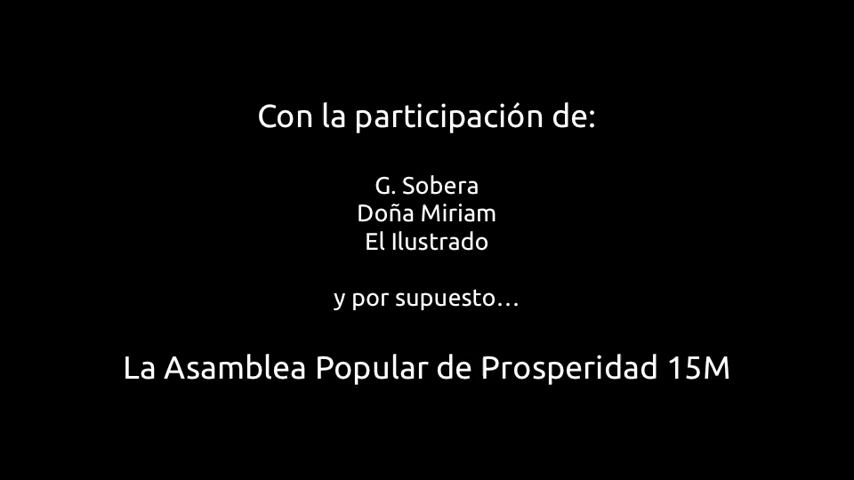 Con la participación de:
G. Sobera
Doña Miriam
El Ilustrado
y por supuesto...
La Asamblea Popular de Prosperidad 15M